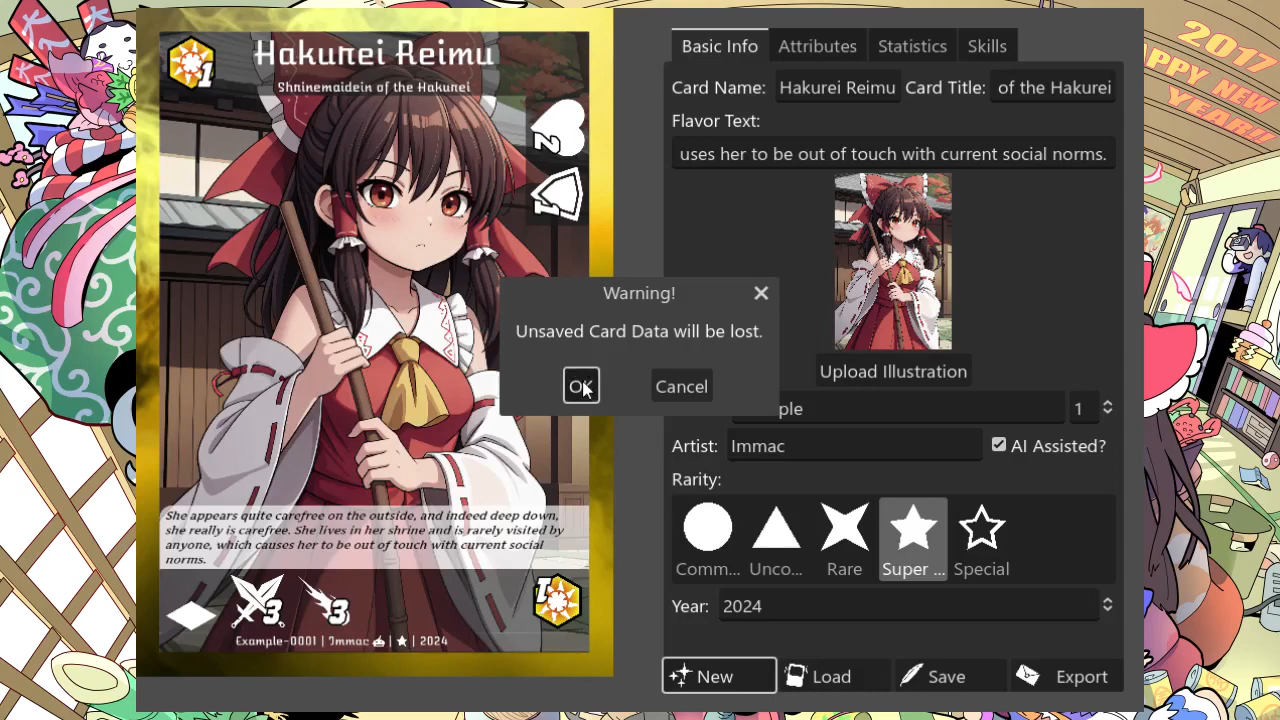 Hakurei Reimu
Shrinemaidein of the Hakurei
1
2
1
She appears quite carefree on the outside, and indeed deep down,
she really is carefree. She lives in her shrine and is rarely visited by
anyone, which causes her to be out of touch with current social
norms.
3
3
1
Example-0001 | Immac | ★ | 2024
Basic Info
Attributes
Statistics
Skills
Card Name:
Hakurei Reimu
Card Title:
of the Hakurei
Flavor Text:
uses her to be out of touch with current social norms.
Warning!
Unsaved Card Data will be lost.
OK
Cancel
Upload Illustration
ple
1
Artist:
Immac
AI Assisted?
Rarity:
Comm...
Unco...
Rare
Super ...
Special
Year:
2024
New
Load
Save
Export
2017
APPY NEW
YEAR!!